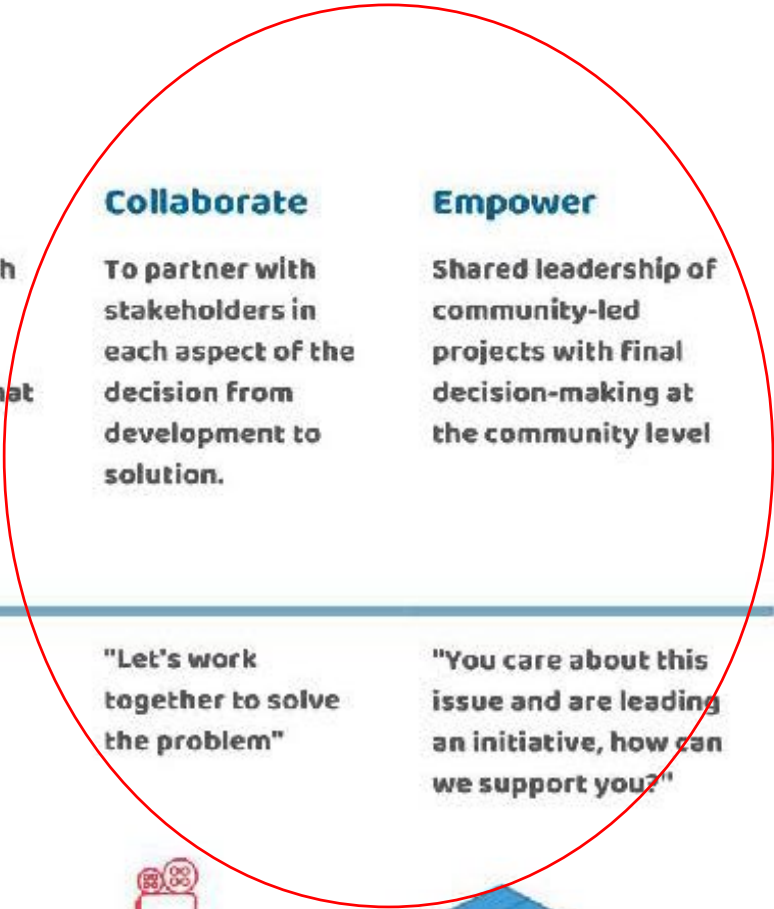 Collaborate
To partner with
stakeholders in
each aspect of the
decision from
development to
solution.
Empower
Shared leadership of
community-led
projects with final
decision-making at
the community level
"Let's work
together to solve
the problem"
"You care about this
issue and are leading
an initiative, how can
we support you?"